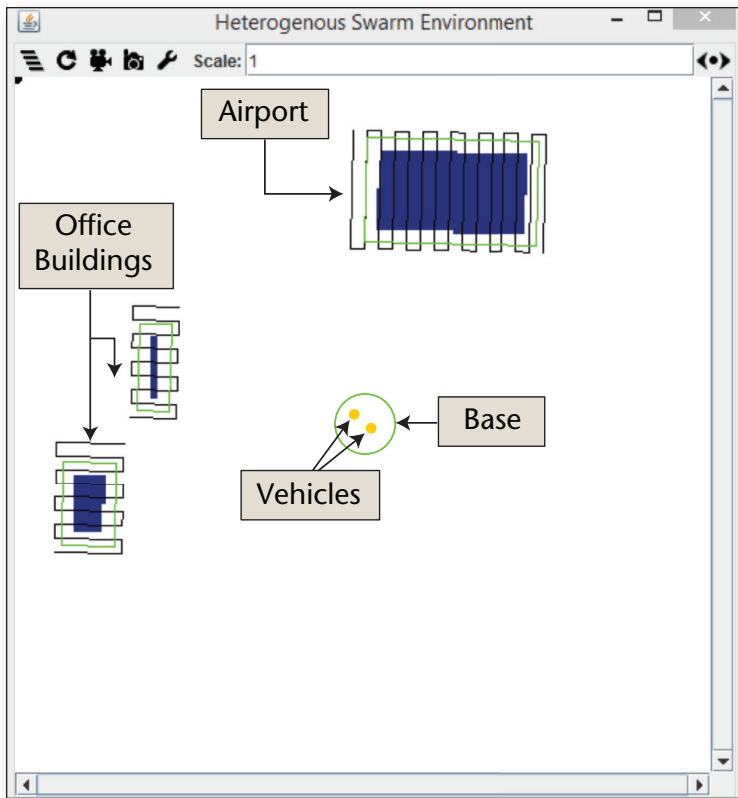 Heterogenous Swarm Environment
Scale: 1
Airport
Office
Buildings
Base
Vehicles